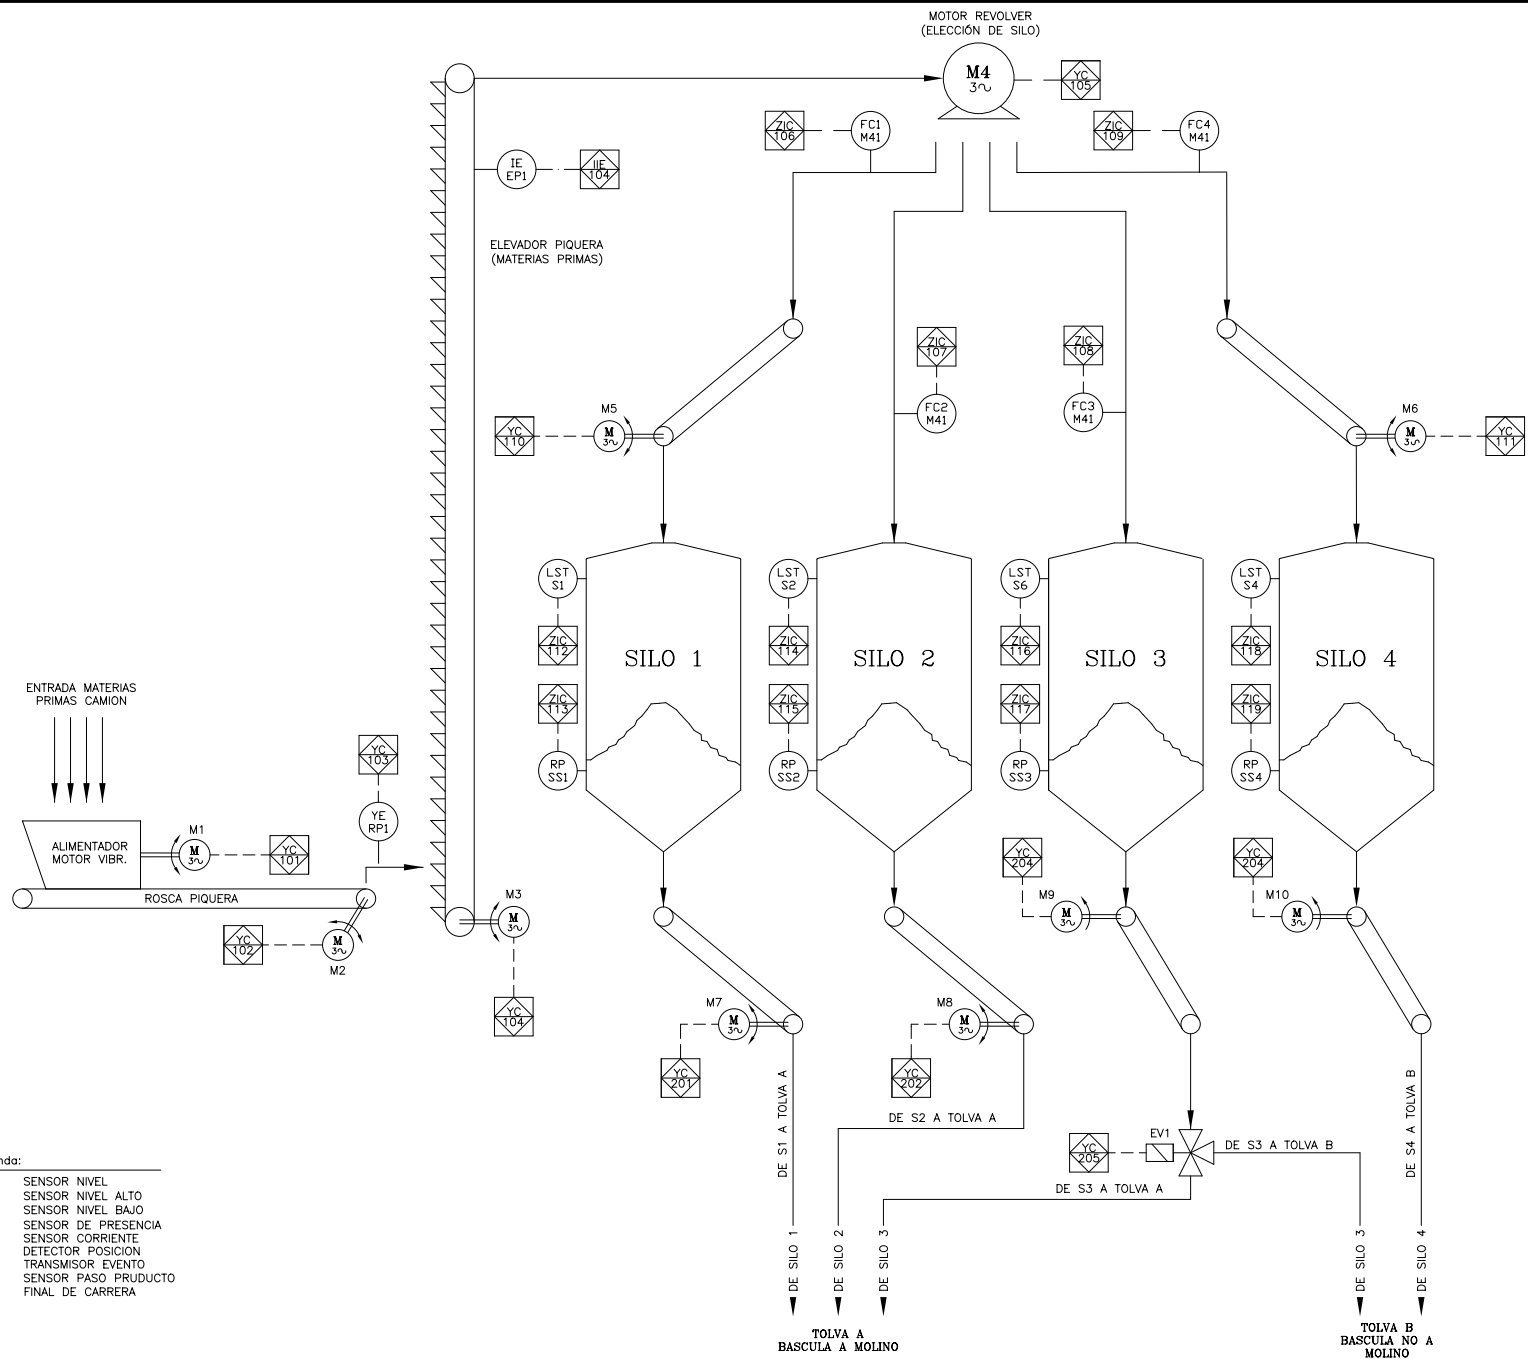 MOTOR REVOLVER
(ELECCIÓN DE SILO)
M4
3∿
YC
105
ZIC
106
FC1
M41
ZIC
109
FC4
M41
IE
EP1
IIE
104
ELEVADOR PIQUERA
(MATERIAS PRIMAS)
ZIC
107
ZIC
108
FC2
M41
FC3
M41
M5
YC
110
M
3∿
M6
M
3∿
YC
111
LST
S1
LST
S2
LST
S6
LST
S4
ZIC
112
ZIC
114
ZIC
116
ZIC
118
SILO 1
SILO 2
SILO 3
SILO 4
ZIC
113
ZIC
115
ZIC
117
ZIC
119
RP
SS1
RP
SS2
RP
SS3
RP
SS4
ENTRADA MATERIAS
PRIMAS CAMION
YC
103
YE
RP1
ALIMENTADOR
MOTOR VIBR.
M1
M
3∿
YC
101
ROSCA PIQUERA
YC
102
M
3∿
M2
M3
M
3∿
YC
104
YC
204
M9
M
3∿
YC
204
M10
M
3∿
M7
M
3∿
YC
201
M8
M
3∿
YC
202
DE S1 A TOLVA A
DE S2 A TOLVA A
YC
205
EV1
DE S3 A TOLVA B
DE S3 A TOLVA A
DE S4 A TOLVA B
DE SILO 1
DE SILO 2
DE SILO 3
DE SILO 3
DE SILO 4
TOLVA A
BASCULA A MOLINO
TOLVA B
BASCULA NO A
MOLINO
nda:
SENSOR NIVEL
SENSOR NIVEL ALTO
SENSOR NIVEL BAJO
SENSOR DE PRESENCIA
SENSOR CORRIENTE
DETECTOR POSICION
TRANSMISOR EVENTO
SENSOR PASO PRUDUCTO
FINAL DE CARRERA